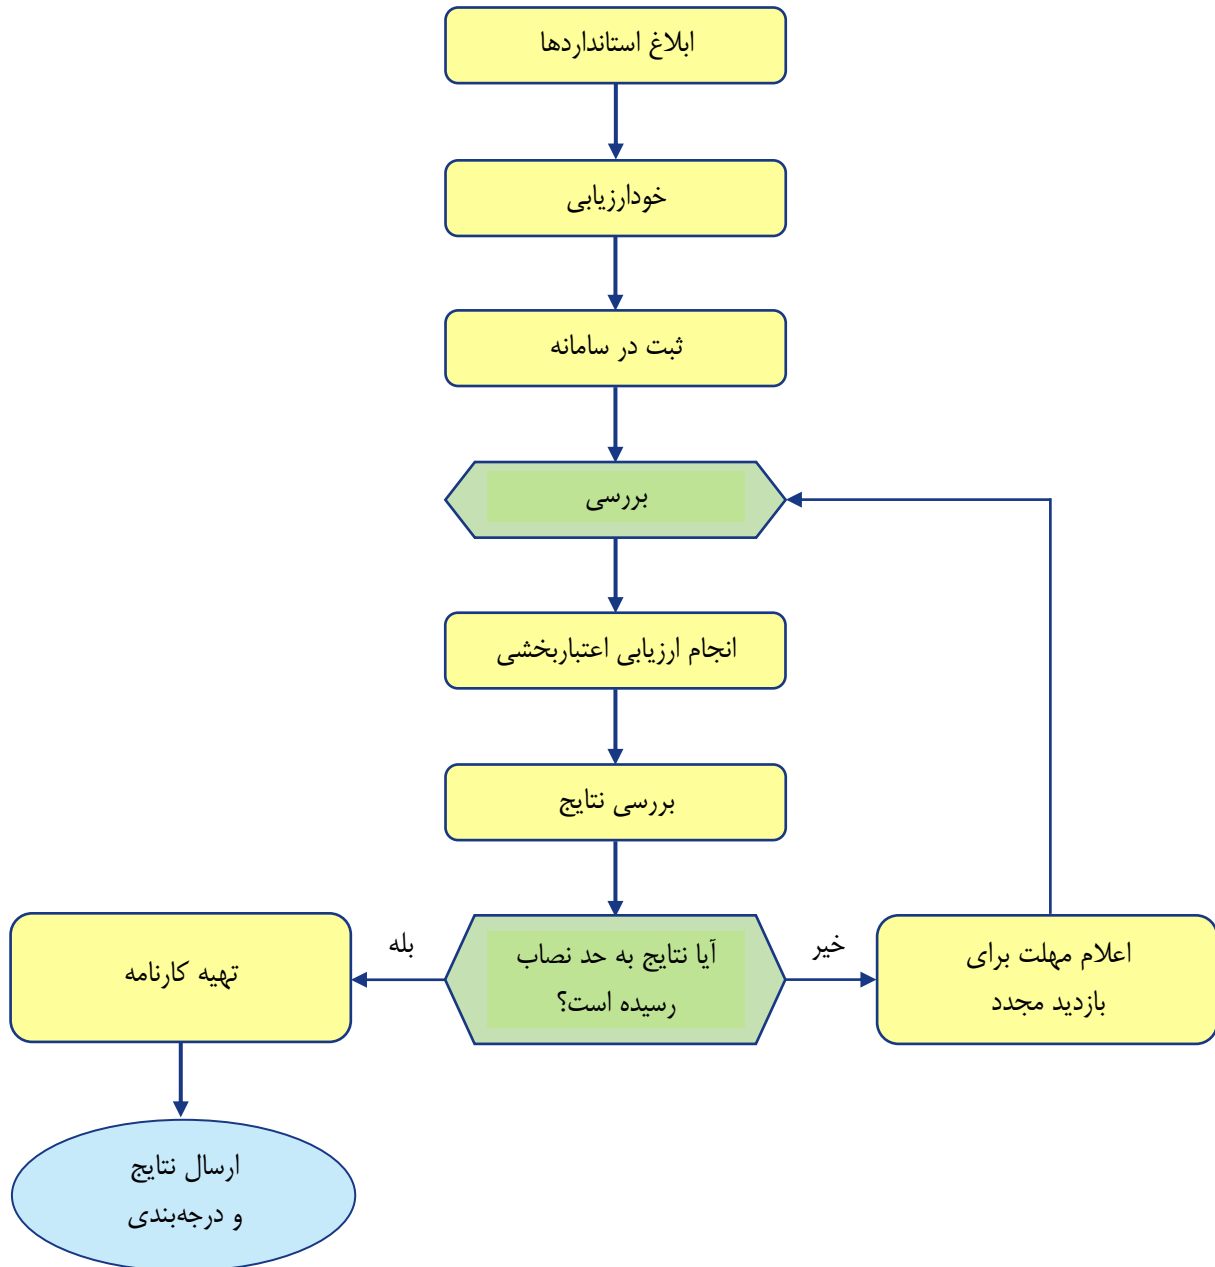 ابلاغ استانداردها
خودارزیابی
ثبت در سامانه
بررسی
انجام ارزیابی اعتباربخشی
بررسی نتایج
آیا نتایج به حد نصاب
رسیده است؟
خیر
اعلام مهلت برای
بازدید مجدد
بله
تهیه کارنامه
ارسال نتایج
و درجه‌بندی